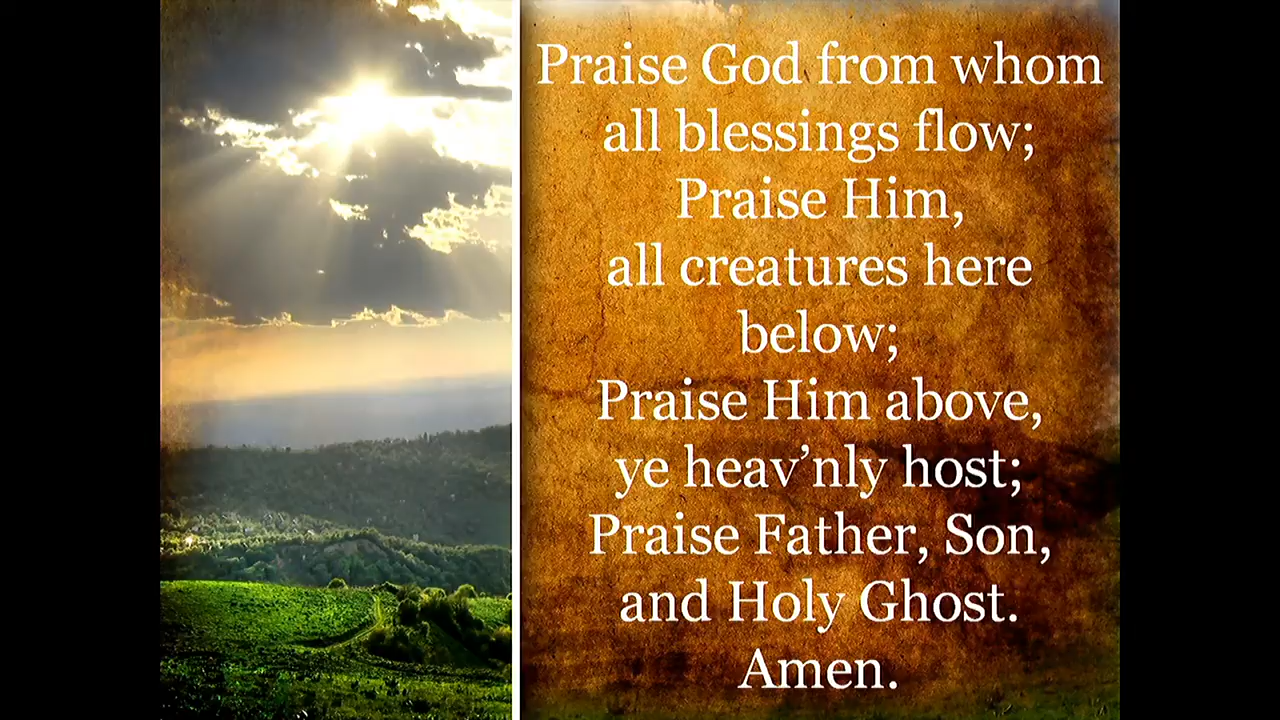 Praise God from whom
all blessings flow;
Praise Him,
all creatures here
below;
Praise Him above,
ye heav’nly host;
Praise Father, Son,
and Holy Ghost.
Amen.